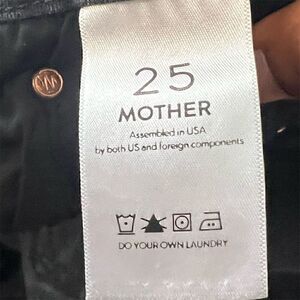 25
MOTHER
Assembled in USA
by both US and foreign components
DO YOUR OWN LAUNDRY